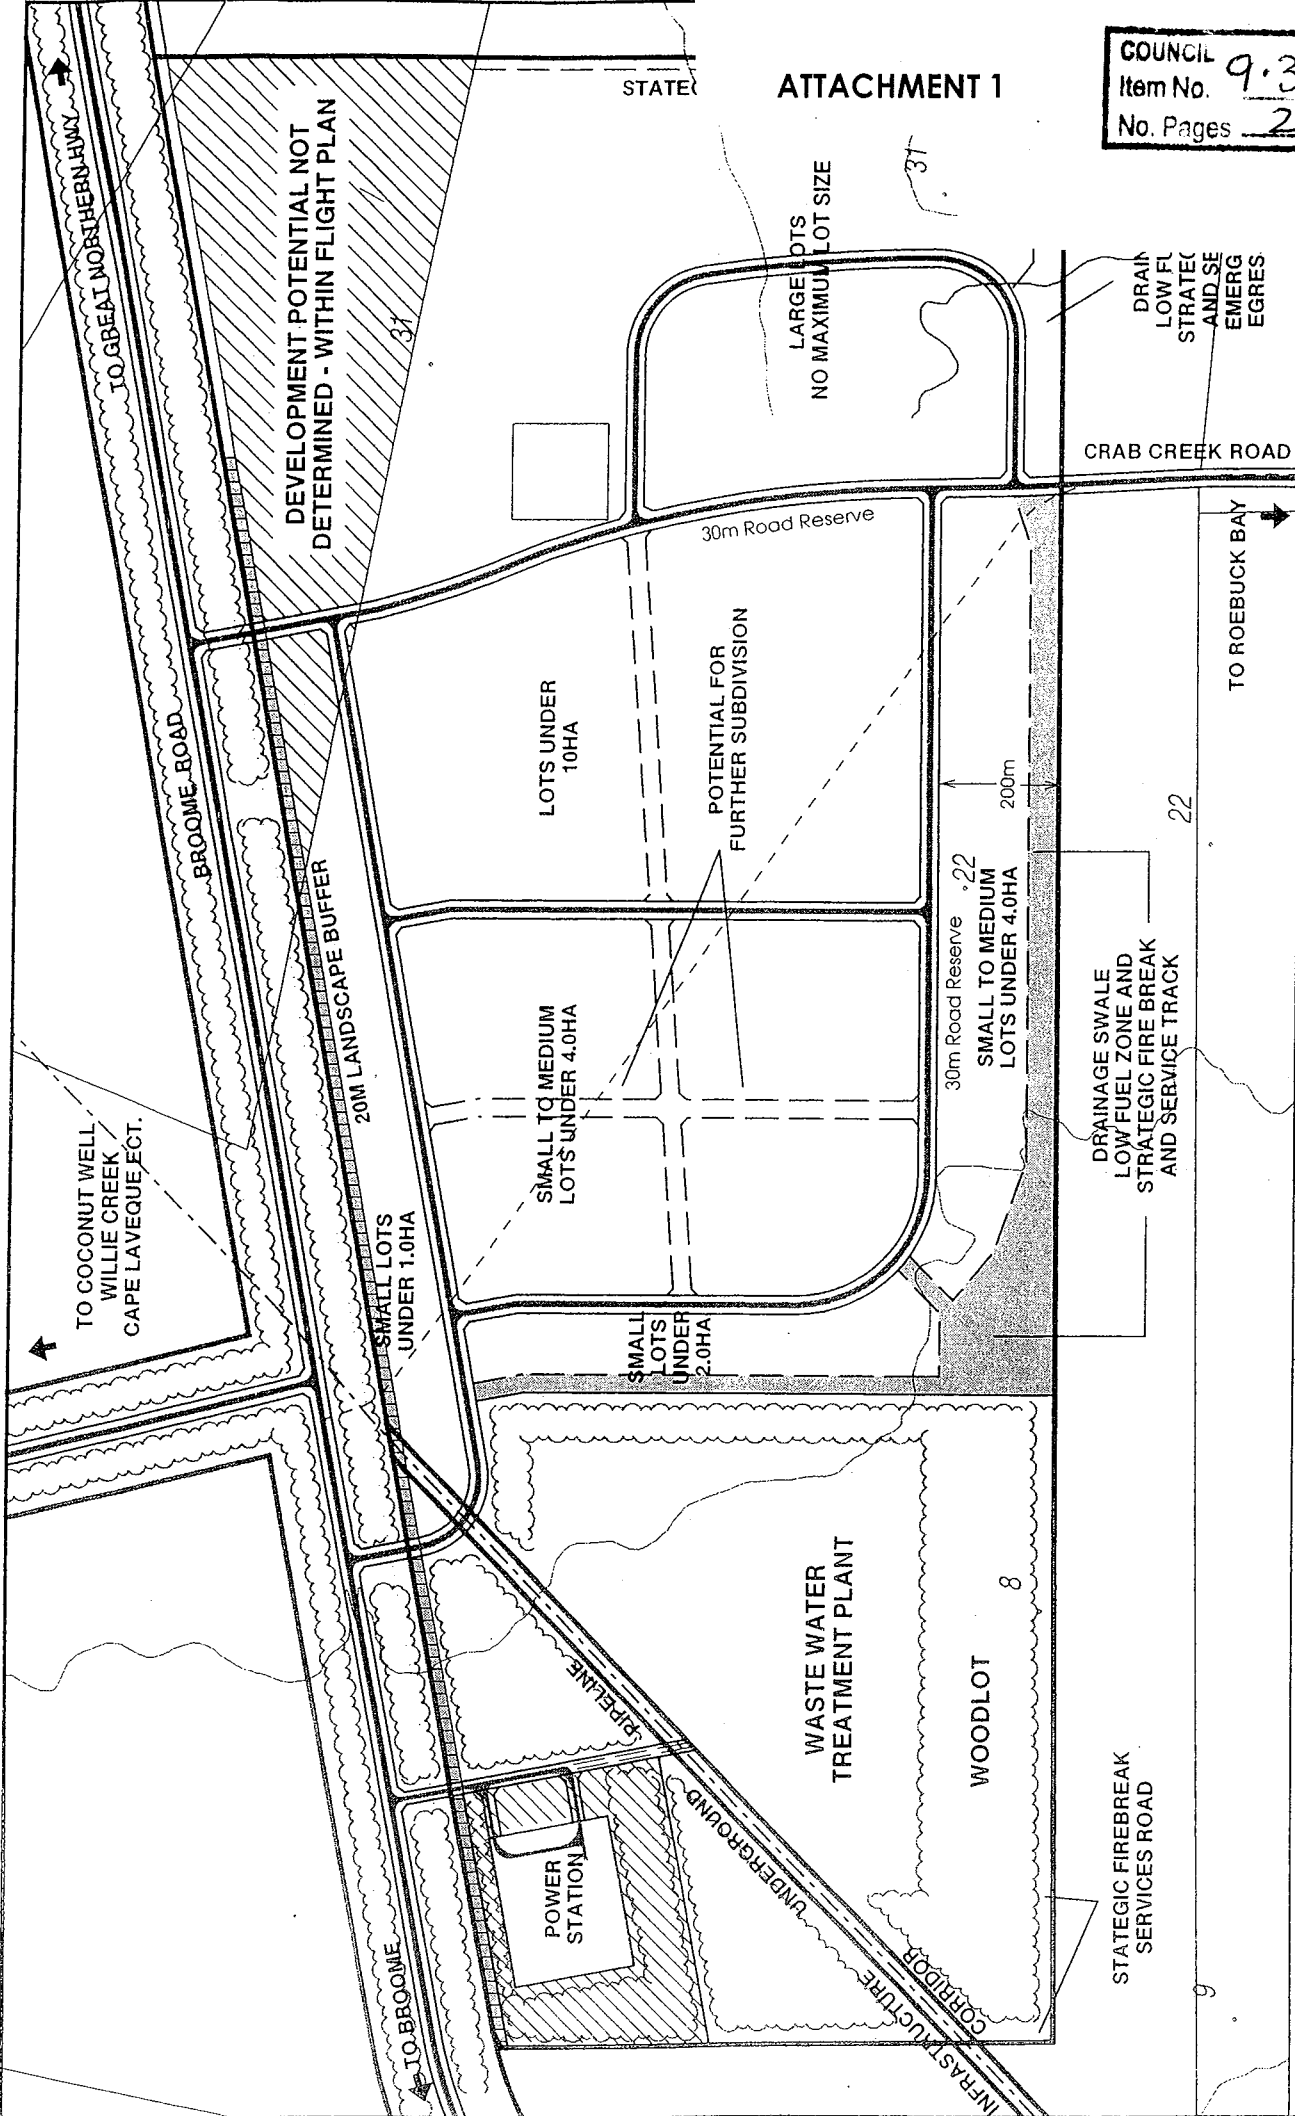 ATTACHMENT 1
COUNCIL
Item No. 9.3
No. Pages 2
TO GREAT NORTHERN HWY
DEVELOPMENT POTENTIAL NOT
DETERMINED - WITHIN FLIGHT PLAN
31
31
LARGE LOTS
NO MAXIMUM LOT SIZE
CRAB CREEK ROAD
TO ROEBUCK BAY
30m Road Reserve
BROOME ROAD
20M LANDSCAPE BUFFER
LOTS UNDER
10HA
POTENTIAL FOR
FURTHER SUBDIVISION
200m
22
22
30m Road Reserve
SMALL TO MEDIUM
LOTS UNDER 4.0HA
SMALL TO MEDIUM
LOTS UNDER 4.0HA
DRAINAGE SWALE
LOW FUEL ZONE AND
STRATEGIC FIRE BREAK
AND SERVICE TRACK
TO COCONUT WELL
WILLIE CREEK
CAPE LAVEQUE ECT.
SMALL LOTS
UNDER 1.0HA
SMALL
LOTS
UNDER
2.0HA
WASTE WATER
TREATMENT PLANT
8
WOODLOT
POWER
STATION
UNDERGROUND PIPELINE
INFRASTRUCTURE CORRIDOR
STATEGIC FIREBREAK
SERVICES ROAD
9
TO BROOME